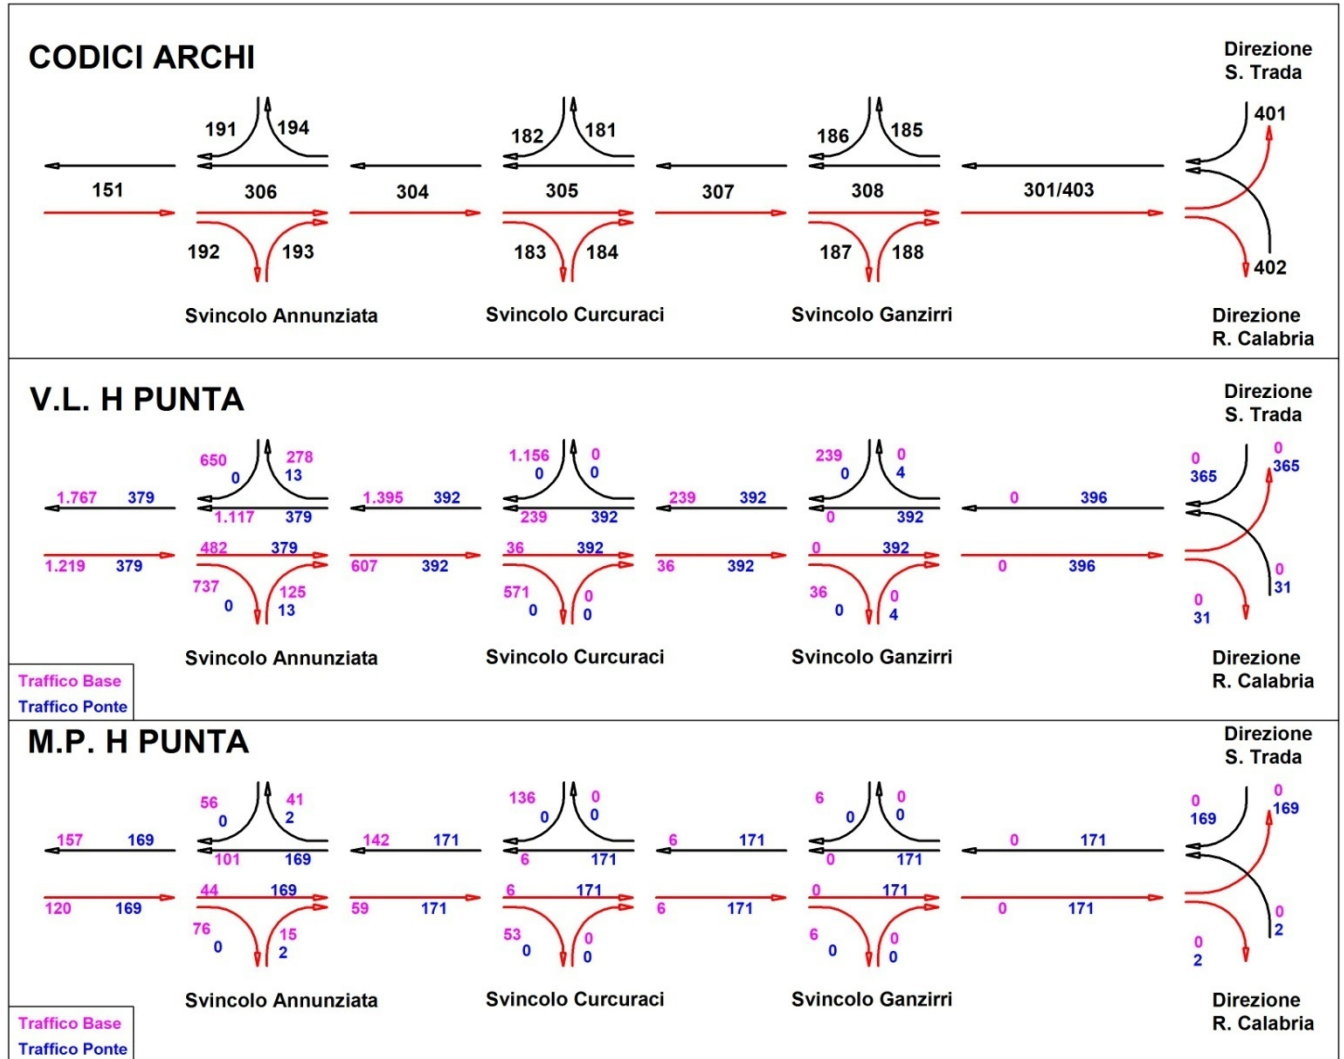 CODICI ARCHI
Direzione
S. Trada
191 194 182 181 186 185 401
151 306 304 305 307 308 301/403
192 193 183 184 187 188 402
Svincolo Annunziata Svincolo Curcuraci Svincolo Ganzirri
Direzione
R. Calabria
V.L. H PUNTA
Direzione
S. Trada
650 278 1.156 0 239 0 0 0
0 13 0 0 0 4 365 365
1.767 379 1.395 392 239 392 0 396
1.117 379 239 392 0 392
482 379 36 392 0 392
1.219 379 607 392 36 392 0 396
737 125 571 0 36 0 0 0
0 13 0 0 0 4 31 31
Svincolo Annunziata Svincolo Curcuraci Svincolo Ganzirri
Direzione
R. Calabria
Traffico Base
Traffico Ponte
M.P. H PUNTA
Direzione
S. Trada
56 41 136 0 6 0 0 0
0 2 0 0 0 0 169 169
157 169 142 171 6 171 0 171
101 169 6 171 0 171
44 169 6 171 0 171
120 169 59 171 6 171 0 171
76 15 53 0 6 0 0 0
0 2 0 0 0 0 2 2
Svincolo Annunziata Svincolo Curcuraci Svincolo Ganzirri
Direzione
R. Calabria
Traffico Base
Traffico Ponte